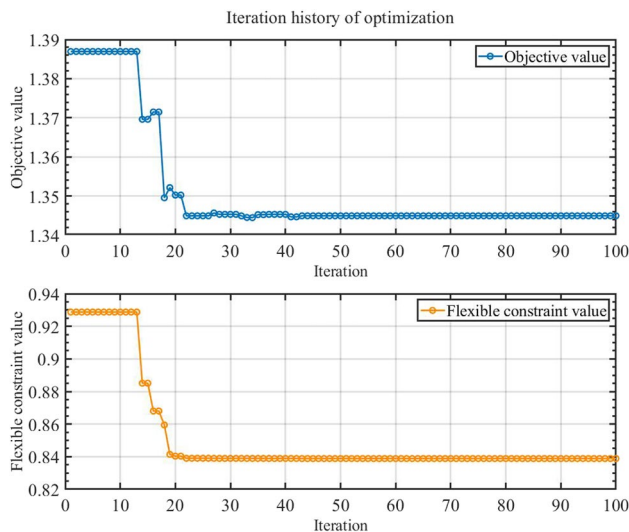 Iteration history of optimization
1.39
1.38
1.37
1.36
1.35
1.34
Objective value
Objective value
0 10 20 30 40 50 60 70 80 90 100
Iteration
0.94
0.92
0.9
0.88
0.86
0.84
0.82
Flexible constraint value
Flexible constraint value
0 10 20 30 40 50 60 70 80 90 100
Iteration